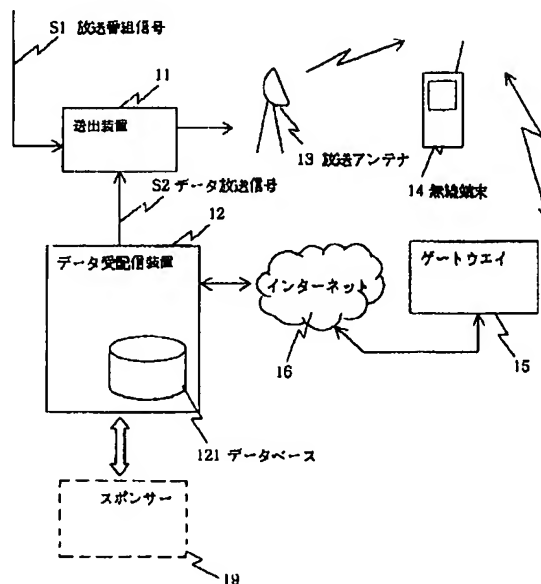 S1 放送番組信号
11
送出装置
13 放送アンテナ
14 無線端末
S2 データ放送信号
12
データ受配信装置
インターネット
ゲートウエイ
16
15
121 データベース
スポンサー
19